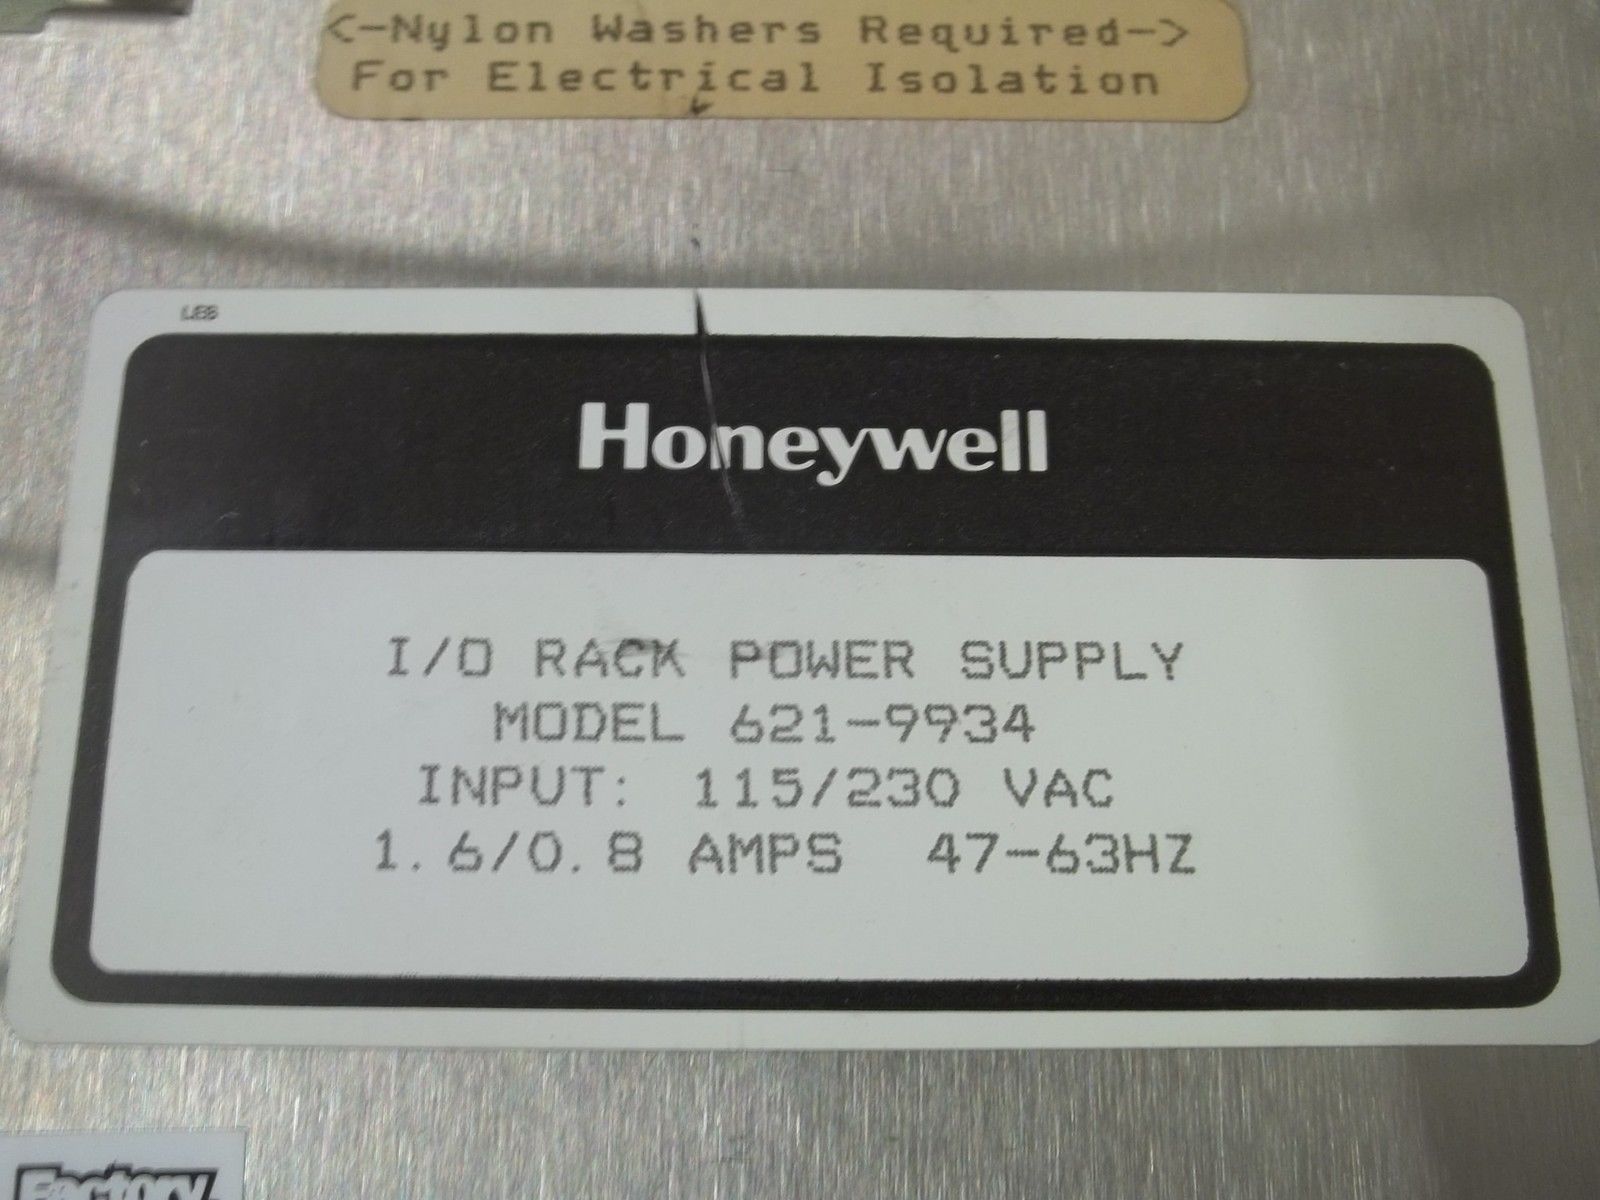 <-Nylon Washers Required->
For Electrical Isolation
Honeywell
I/O RACK POWER SUPPLY
MODEL 621-9934
INPUT: 115/230 VAC
1.6/0.8 AMPS 47-63HZ
Factory